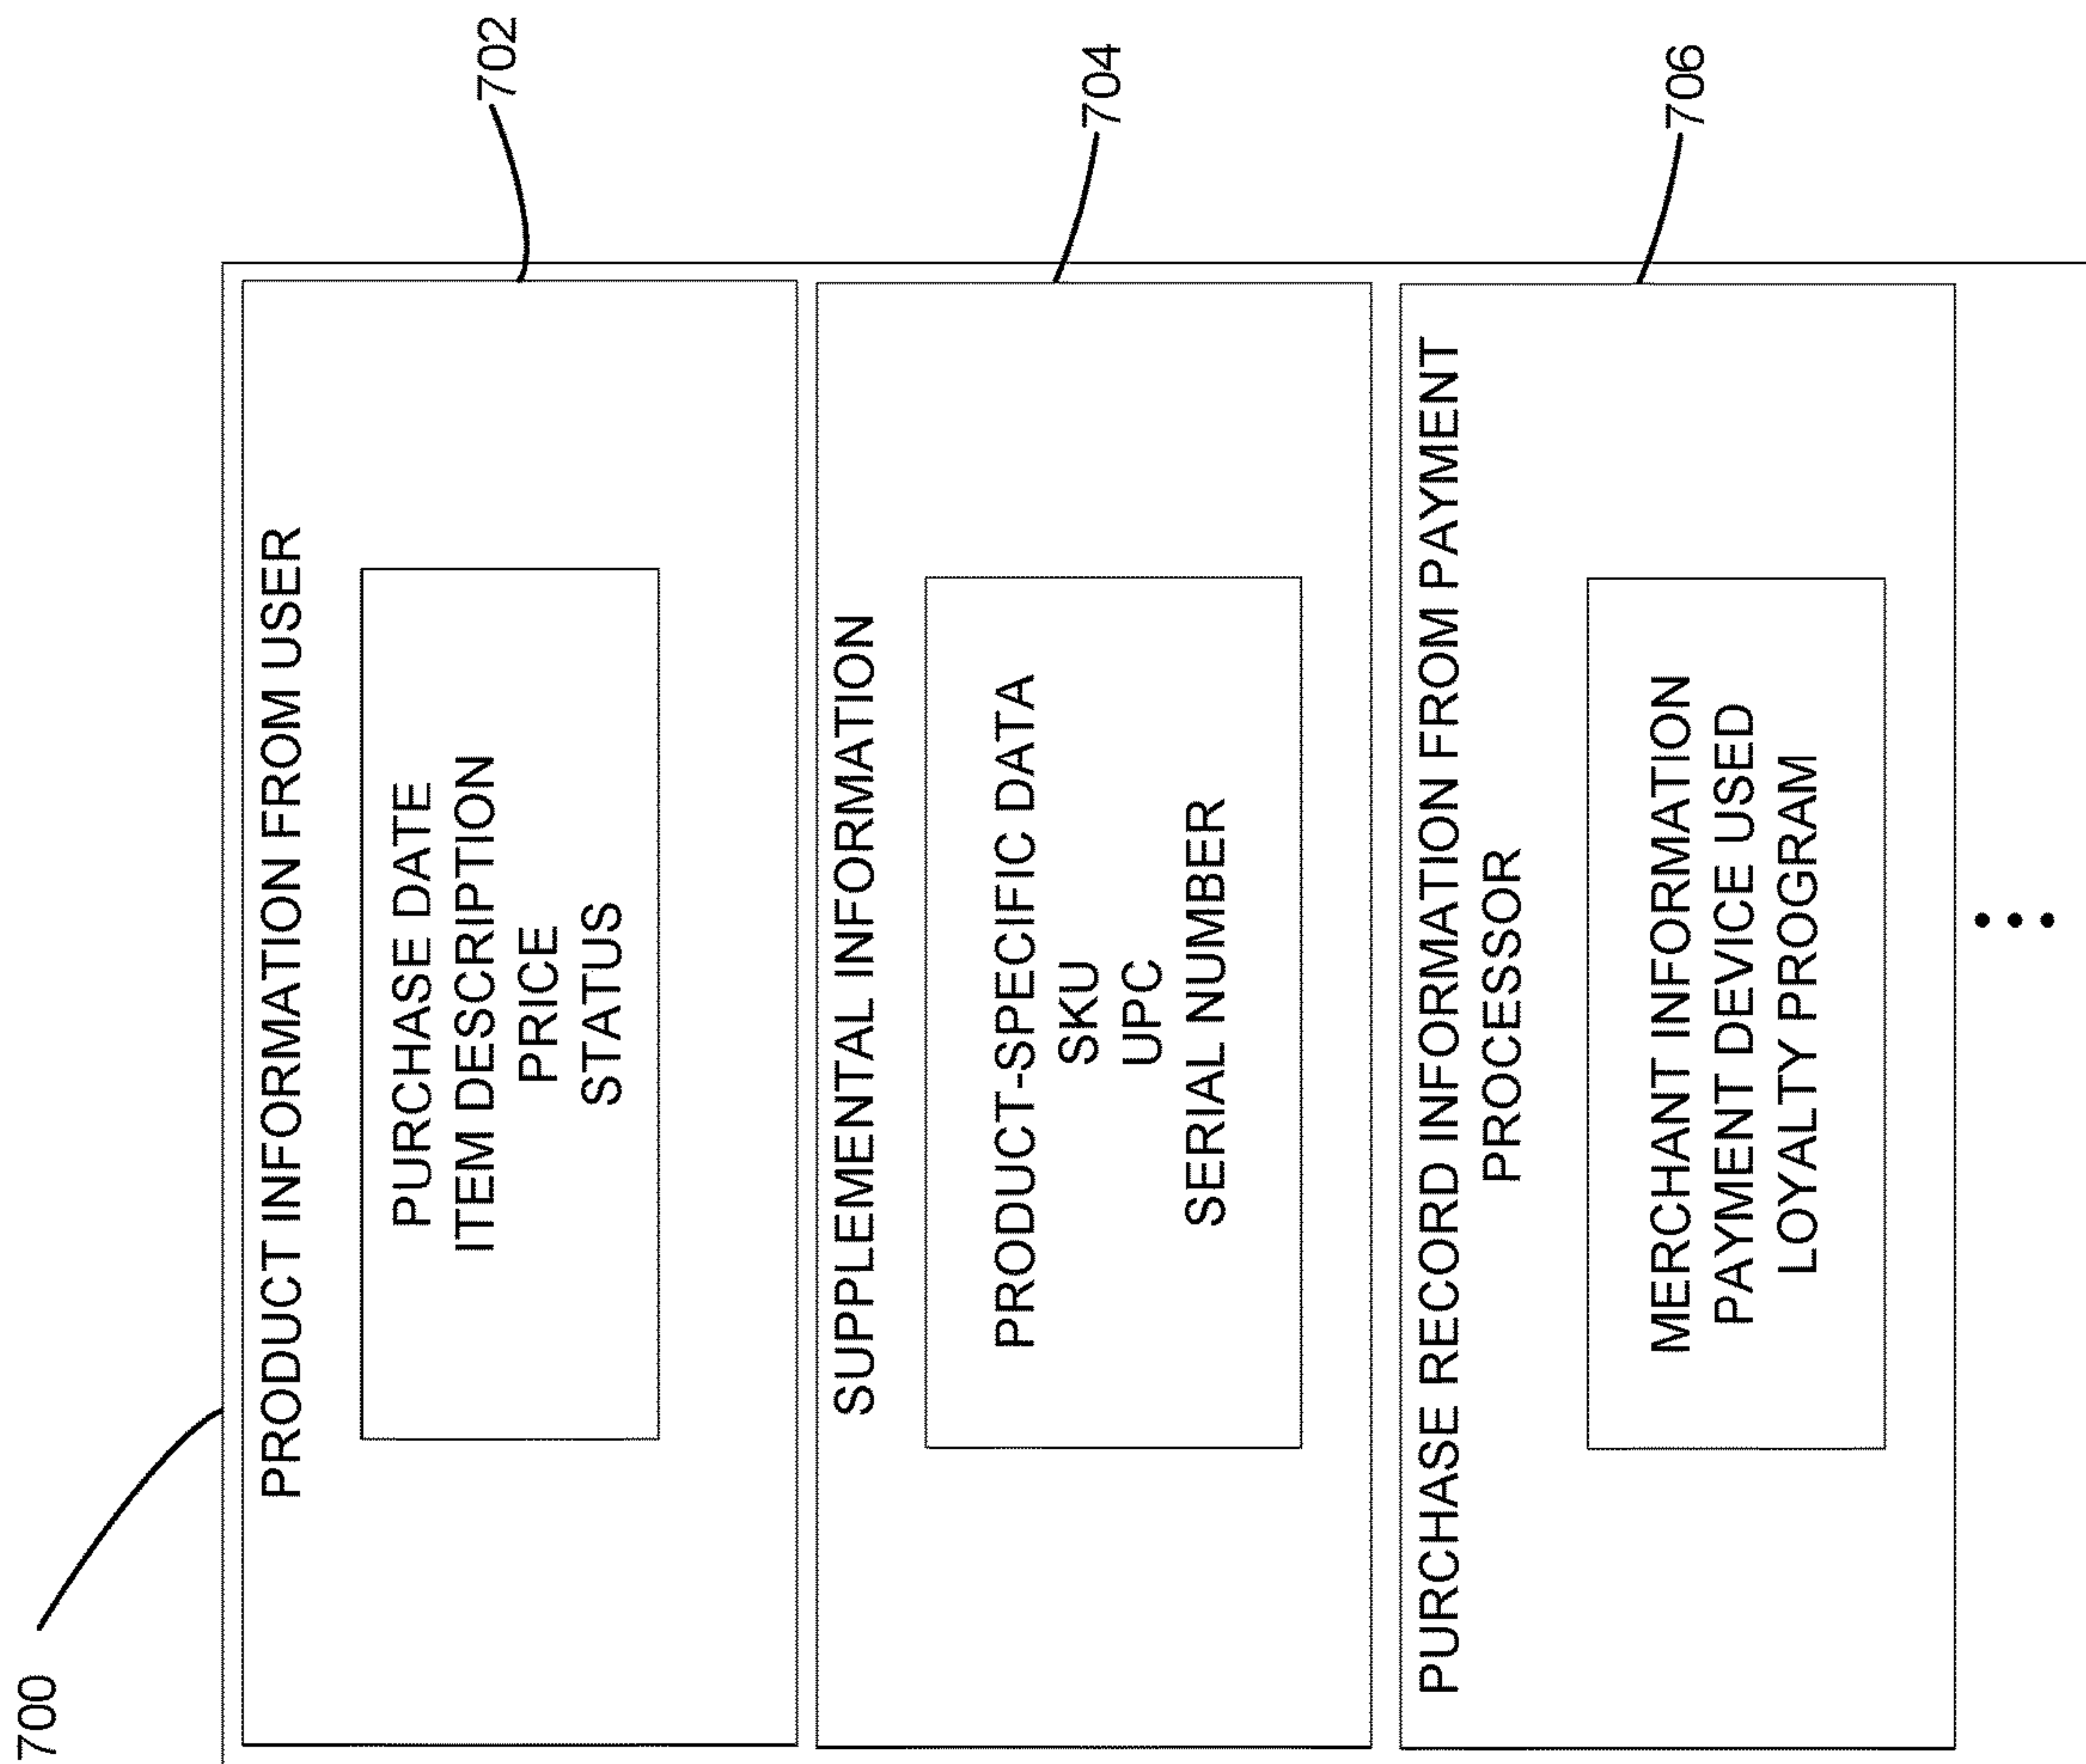 700
702
PRODUCT INFORMATION FROM USER
PURCHASE DATE
ITEM DESCRIPTION
PRICE
STATUS
704
SUPPLEMENTAL INFORMATION
PRODUCT-SPECIFIC DATA
SKU
UPC
SERIAL NUMBER
706
PURCHASE RECORD INFORMATION FROM PAYMENT
PROCESSOR
MERCHANT INFORMATION
PAYMENT DEVICE USED
LOYALTY PROGRAM